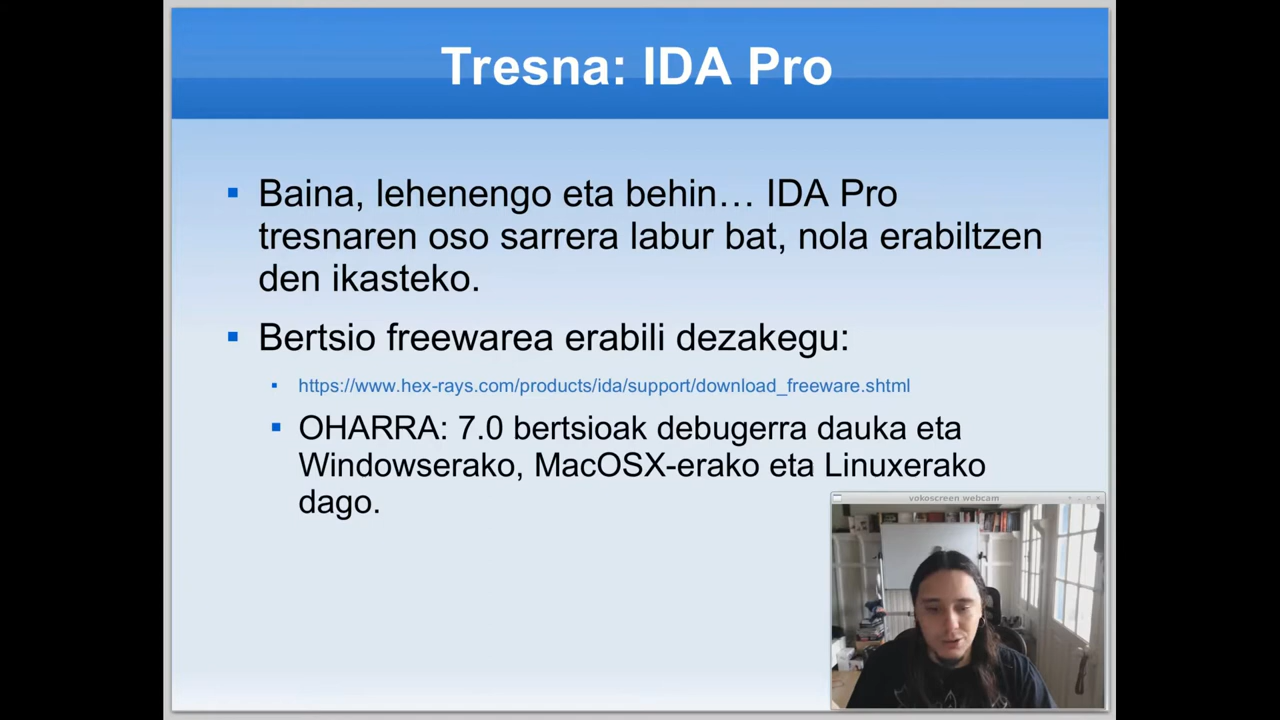 Tresna: IDA Pro
Baina, lehenengo eta behin… IDA Pro
tresnaren oso sarrera labur bat, nola erabiltzen
den ikasteko.
Bertsio freewarea erabili dezakegu:
https://www.hex-rays.com/products/ida/support/download_freeware.shtml
OHARRA: 7.0 bertsioak debugerra dauka eta
Windowserako, MacOSX-erako eta Linuxerako
dago.
vokoscreen webcam